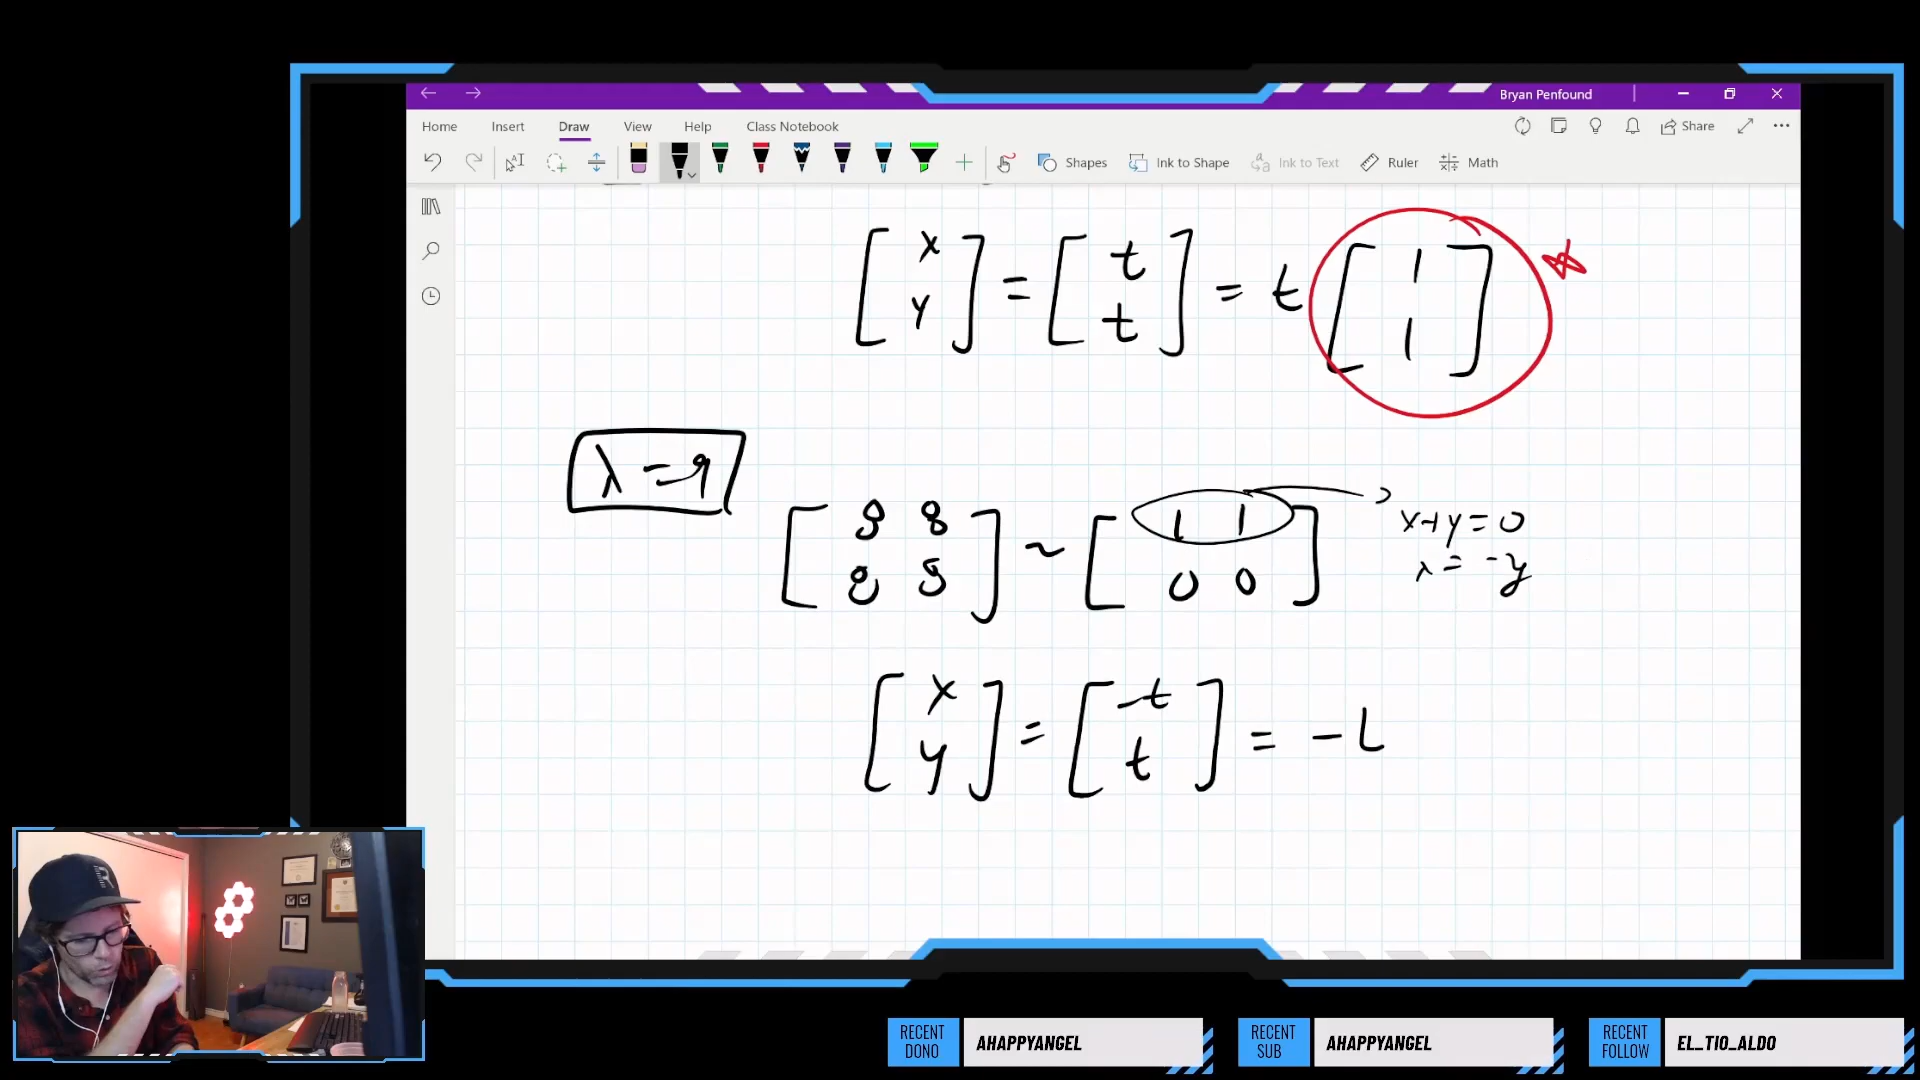 Bryan Penfound
Home Insert Draw View Help Class Notebook Share
Shapes Ink to Shape Ink to Text Ruler Math
[x y] = [t t] = t [1 1]
λ = 9
[8 8 8 8] ~ [1 1 0 0]
x+y=0
x = -y
[x y] = [-t t] = -
RECENT DONO AHAPPYANGEL
RECENT SUB AHAPPYANGEL
RECENT FOLLOW EL_TIO_ALDO